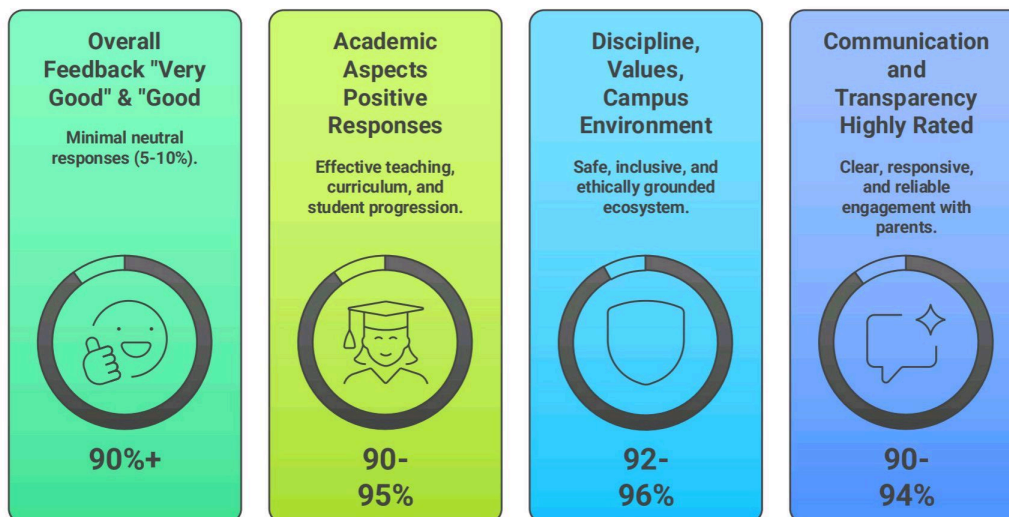 Overall
Feedback "Very
Good" & "Good
Minimal neutral
responses (5-10%).
90%+
Academic
Aspects
Positive
Responses
Effective teaching,
curriculum, and
student progression.
90-
95%
Discipline,
Values,
Campus
Environment
Safe, inclusive, and
ethically grounded
ecosystem.
92-
96%
Communication
and
Transparency
Highly Rated
Clear, responsive,
and reliable
engagement with
parents.
90-
94%